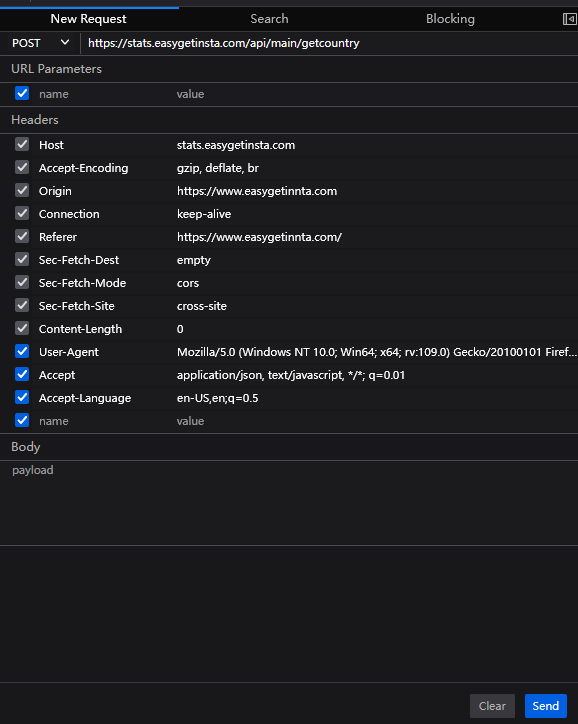 New Request Search Blocking
POST https://stats.easygetinsta.com/api/main/getcountry
URL Parameters
name value
Headers
Host stats.easygetinsta.com
Accept-Encoding gzip, deflate, br
Origin https://www.easygetinnta.com
Connection keep-alive
Referer https://www.easygetinnta.com/
Sec-Fetch-Dest empty
Sec-Fetch-Mode cors
Sec-Fetch-Site cross-site
Content-Length 0
User-Agent Mozilla/5.0 (Windows NT 10.0; Win64; x64; rv:109.0) Gecko/20100101 Firef...
Accept application/json, text/javascript, */*; q=0.01
Accept-Language en-US,en;q=0.5
name value
Body
payload
Clear Send